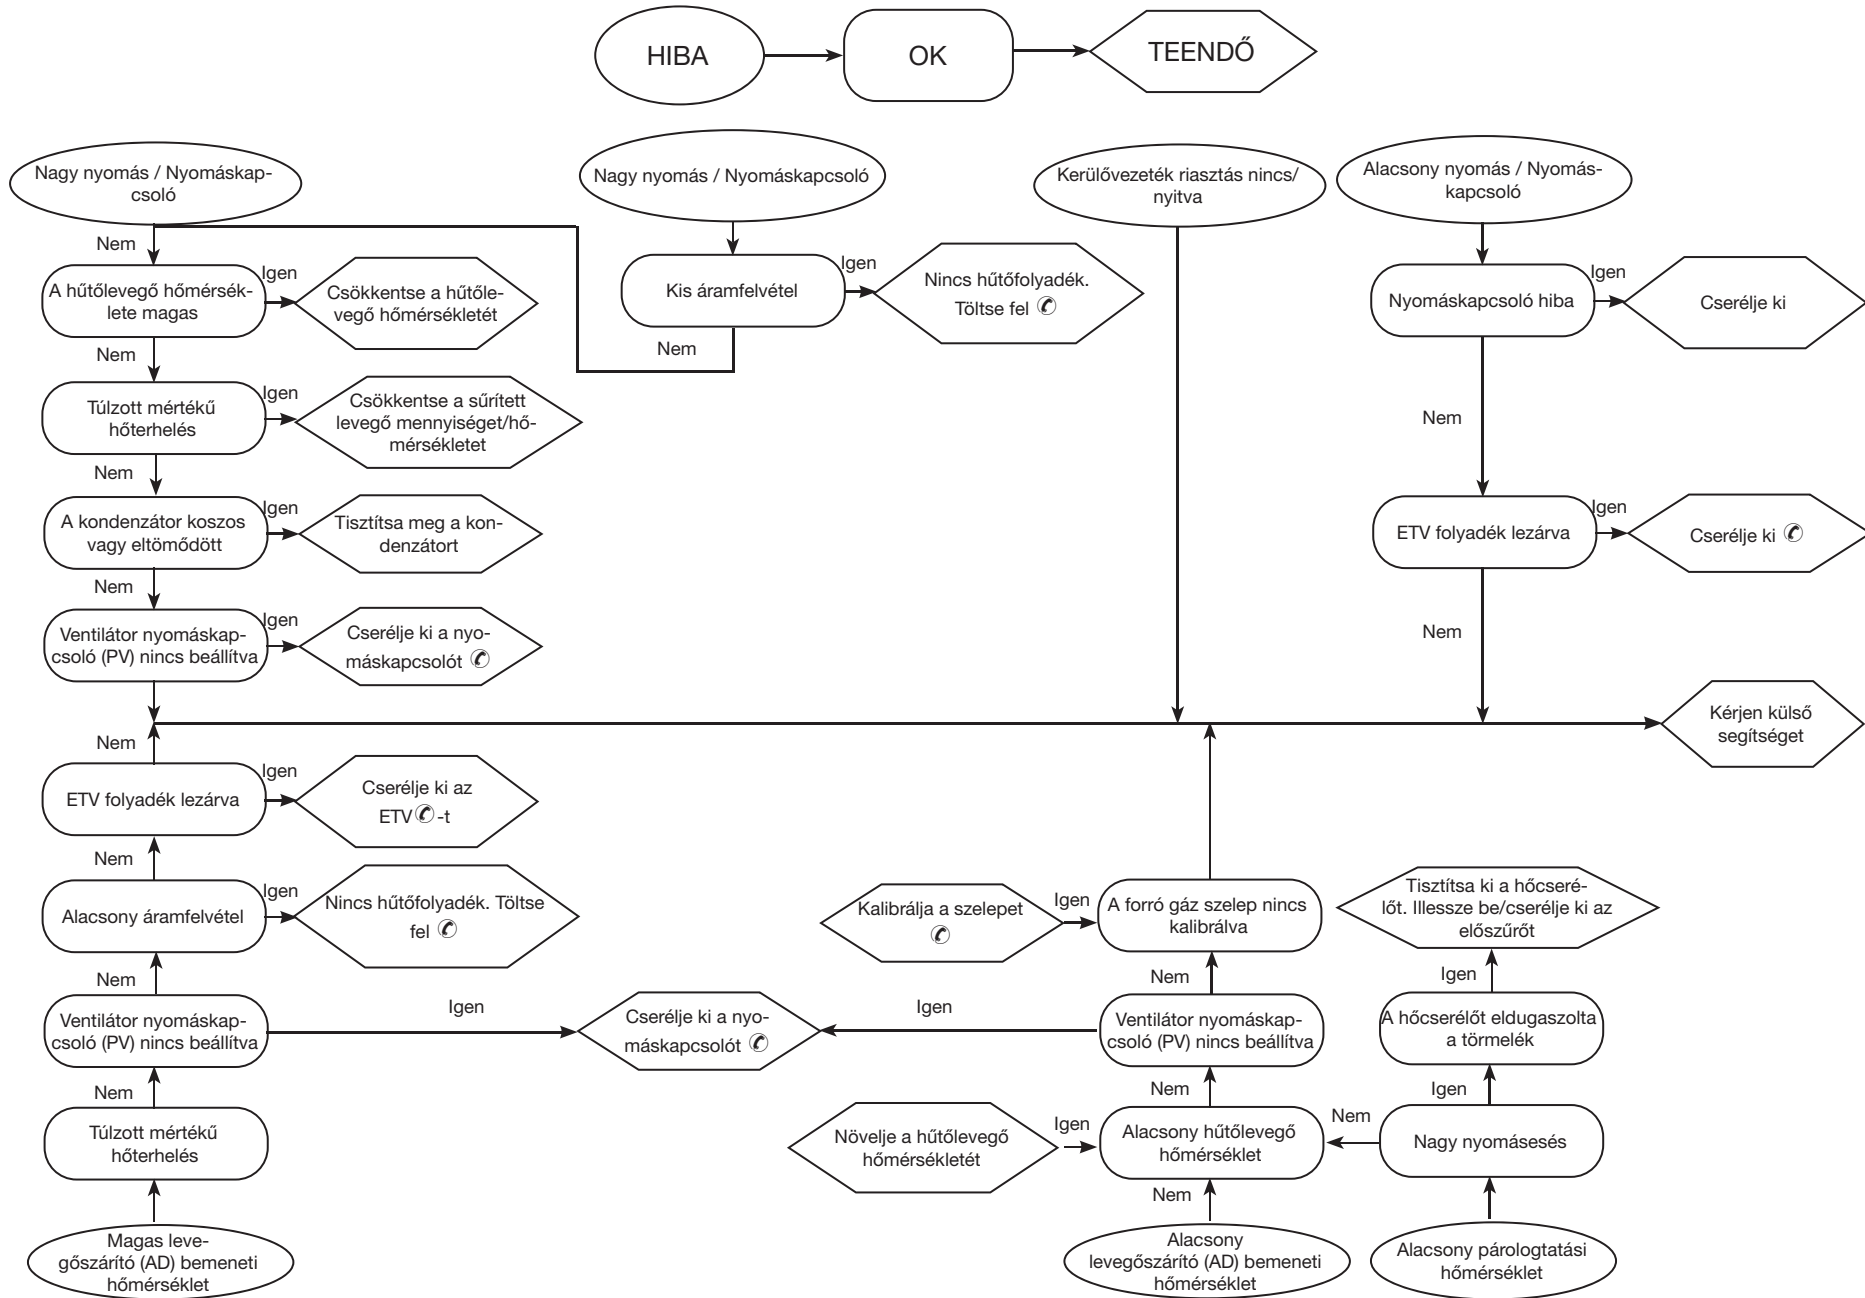 HIBA
OK
TEENDŐ
Nagy nyomás / Nyomáskap-
csoló
Nagy nyomás / Nyomáskapcsoló
Kerülővezeték riasztás nincs/
nyitva
Alacsony nyomás / Nyomás-
kapcsoló
Nem
A hűtőlevegő hőmérsék-
lete magas
Igen
Csökkentse a hűtőle-
vegő hőmérsékletét
Kis áramfelvétel
Igen
Nincs hűtőfolyadék.
Töltse fel ✆
Nem
Nyomáskapcsoló hiba
Igen
Cserélje ki
Nem
Túlzott mértékű
hőterhelés
Igen
Csökkentse a sűrített
levegő mennyiséget/hő-
mérsékletet
Nem
Nem
A kondenzátor koszos
vagy eltömődött
Igen
Tisztítsa meg a kon-
denzátort
ETV folyadék lezárva
Igen
Cserélje ki ✆
Nem
Ventilátor nyomáskap-
csoló (PV) nincs beállítva
Igen
Cserélje ki a nyo-
máskapcsolót ✆
Nem
Kérjen külső
segítséget
Nem
ETV folyadék lezárva
Igen
Cserélje ki az
ETV✆-t
Nem
Alacsony áramfelvétel
Igen
Nincs hűtőfolyadék. Töltse
fel ✆
Kalibrálja a szelepet
✆
Igen
A forró gáz szelep nincs
kalibrálva
Tisztítsa ki a hőcseré-
lőt. Illessze be/cserélje ki az
előszűrőt
Nem
Nem
Igen
Ventilátor nyomáskap-
csoló (PV) nincs beállítva
Igen
Cserélje ki a nyo-
máskapcsolót ✆
Igen
Ventilátor nyomáskap-
csoló (PV) nincs beállítva
A hőcserélőt eldugaszolta
a törmelék
Nem
Nem
Igen
Túlzott mértékű
hőterhelés
Növelje a hűtőlevegő
hőmérsékletét
Igen
Alacsony hűtőlevegő
hőmérséklet
Nem
Nagy nyomásesés
Nem
Magas leve-
gőszárító (AD) bemeneti
hőmérséklet
Alacsony
levegőszárító (AD) bemeneti
hőmérséklet
Alacsony párologtatási
hőmérséklet